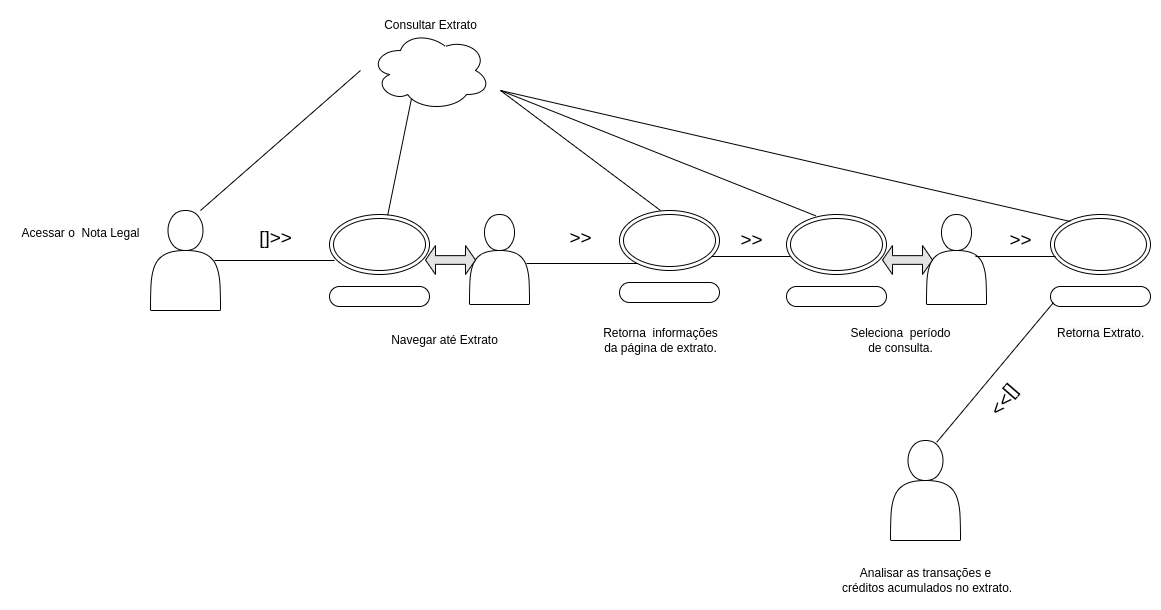 Consultar Extrato
Acessar o  Nota Legal
[]>>
>>
>>
>>
Navegar até Extrato
Retorna  informações
da página de extrato.
Seleciona  período
de consulta.
Retorna Extrato.
<<[]
Analisar as transações e
créditos acumulados no extrato.